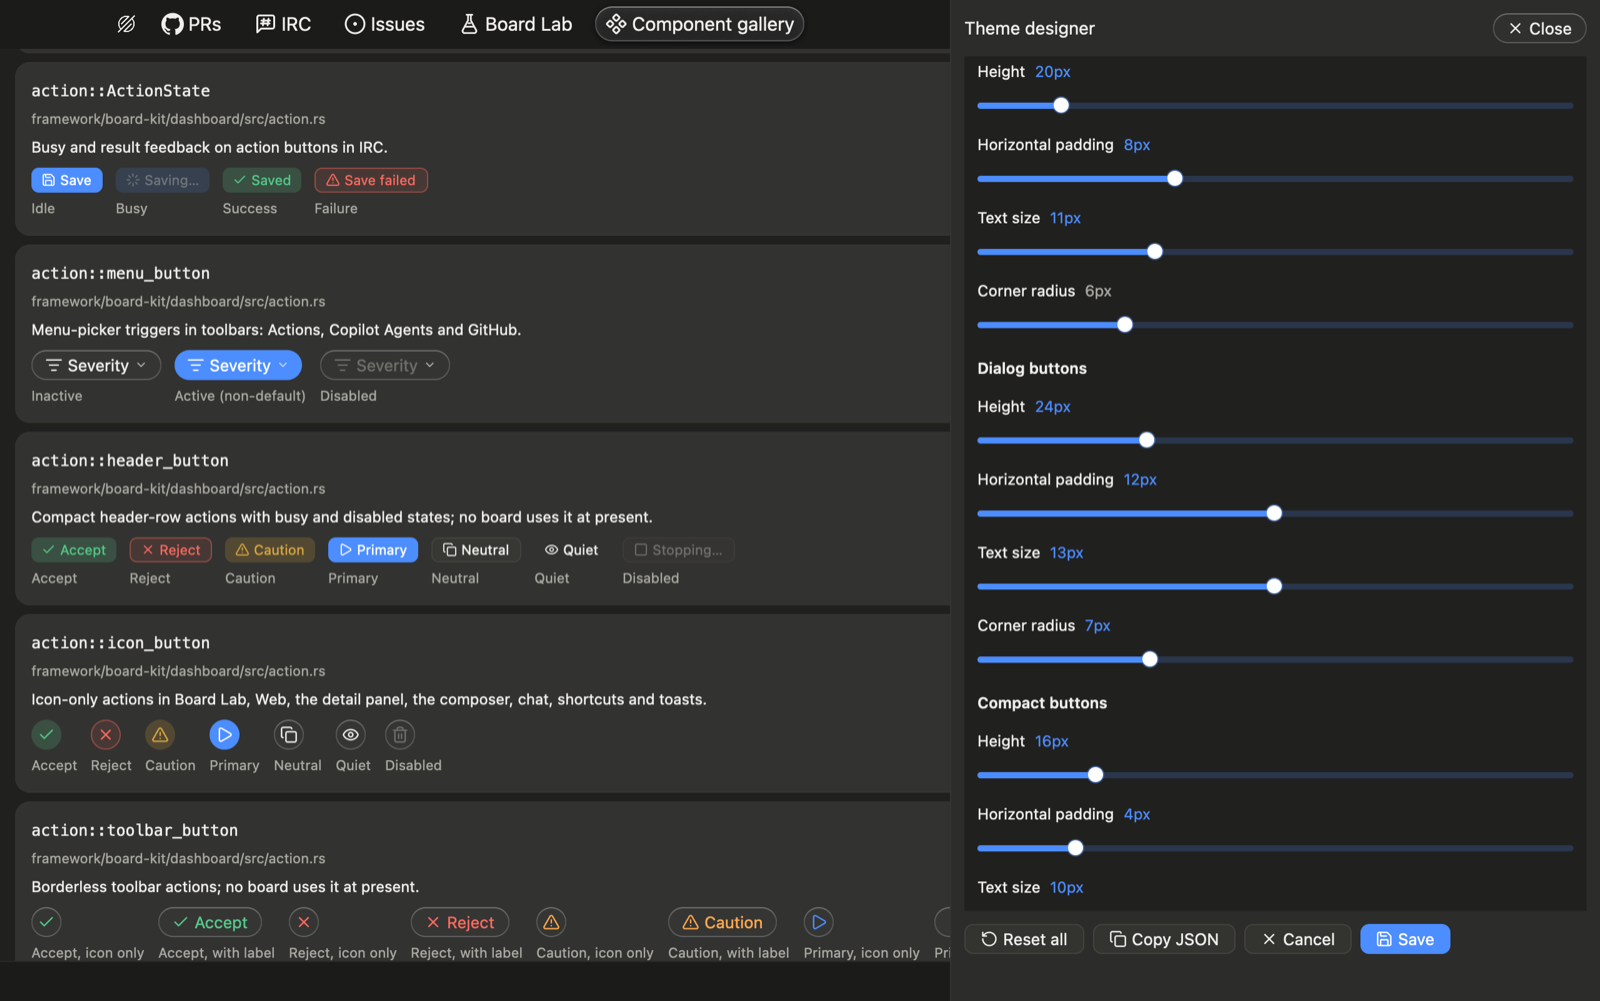 PRs
IRC
Issues
Board Lab
Component gallery
action::ActionState
framework/board-kit/dashboard/src/action.rs
Busy and result feedback on action buttons in IRC.
Save
Saving...
Saved
Save failed
Idle
Busy
Success
Failure
action::menu_button
framework/board-kit/dashboard/src/action.rs
Menu-picker triggers in toolbars: Actions, Copilot Agents and GitHub.
Severity
Severity
Severity
Inactive
Active (non-default)
Disabled
action::header_button
framework/board-kit/dashboard/src/action.rs
Compact header-row actions with busy and disabled states; no board uses it at present.
Accept
Reject
Caution
Primary
Neutral
Quiet
Stopping...
Accept
Reject
Caution
Primary
Neutral
Quiet
Disabled
action::icon_button
framework/board-kit/dashboard/src/action.rs
Icon-only actions in Board Lab, Web, the detail panel, the composer, chat, shortcuts and toasts.
Accept
Reject
Caution
Primary
Neutral
Quiet
Disabled
action::toolbar_button
framework/board-kit/dashboard/src/action.rs
Borderless toolbar actions; no board uses it at present.
Accept
Reject
Caution
Accept, icon only
Accept, with label
Reject, icon only
Reject, with label
Caution, icon only
Caution, with label
Primary, icon only
Pri
Theme designer
Close
Height 20px
Horizontal padding 8px
Text size 11px
Corner radius 6px
Dialog buttons
Height 24px
Horizontal padding 12px
Text size 13px
Corner radius 7px
Compact buttons
Height 16px
Horizontal padding 4px
Text size 10px
Reset all
Copy JSON
Cancel
Save